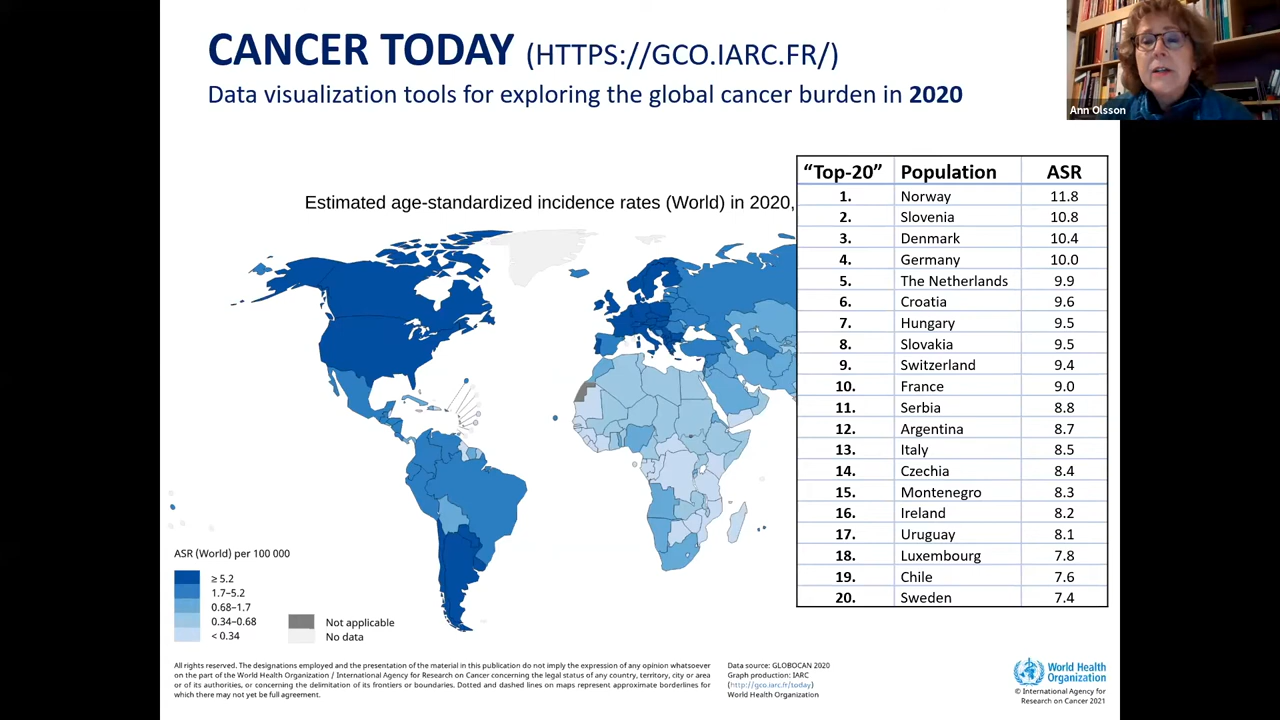 CANCER TODAY (HTTPS://GCO.IARC.FR/)
Data visualization tools for exploring the global cancer burden in 2020
Ann Olsson
Estimated age-standardized incidence rates (World) in 2020,
"Top-20" Population ASR
1. Norway 11.8
2. Slovenia 10.8
3. Denmark 10.4
4. Germany 10.0
5. The Netherlands 9.9
6. Croatia 9.6
7. Hungary 9.5
8. Slovakia 9.5
9. Switzerland 9.4
10. France 9.0
11. Serbia 8.8
12. Argentina 8.7
13. Italy 8.5
14. Czechia 8.4
15. Montenegro 8.3
16. Ireland 8.2
17. Uruguay 8.1
18. Luxembourg 7.8
19. Chile 7.6
20. Sweden 7.4
ASR (World) per 100 000
≥ 5.2
1.7–5.2
0.68–1.7
0.34–0.68
< 0.34
Not applicable
No data
All rights reserved. The designations employed and the presentation of the material in this publication do not imply the expression of any opinion whatsoever
on the part of the World Health Organization / International Agency for Research on Cancer concerning the legal status of any country, territory, city or area
or of its authorities, or concerning the delimitation of its frontiers or boundaries. Dotted and dashed lines on maps represent approximate borderlines for
which there may not yet be full agreement.
Data source: GLOBOCAN 2020
Graph production: IARC
(http://gco.iarc.fr/today)
World Health Organization
World Health
Organization
© International Agency for
Research on Cancer 2021